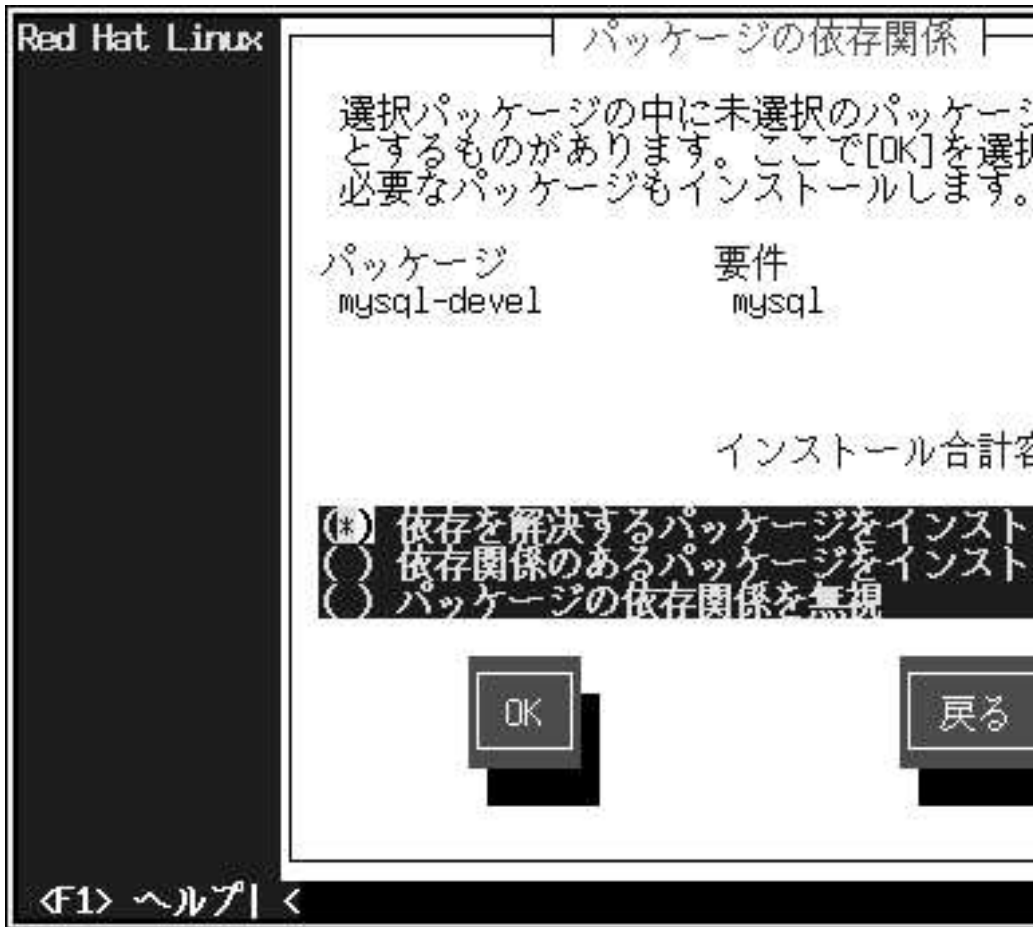 Red Hat Linux
パッケージの依存関係
選択パッケージの中に未選択のパッケージ
とするものがあります。ここで[OK]を選択
必要なパッケージもインストールします。
パッケージ 要件
mysql-devel mysql
インストール合計容
(*) 依存を解決するパッケージをインスト
( ) 依存関係のあるパッケージをインスト
( ) パッケージの依存関係を無視
OK 戻る
<F1> ヘルプ| <